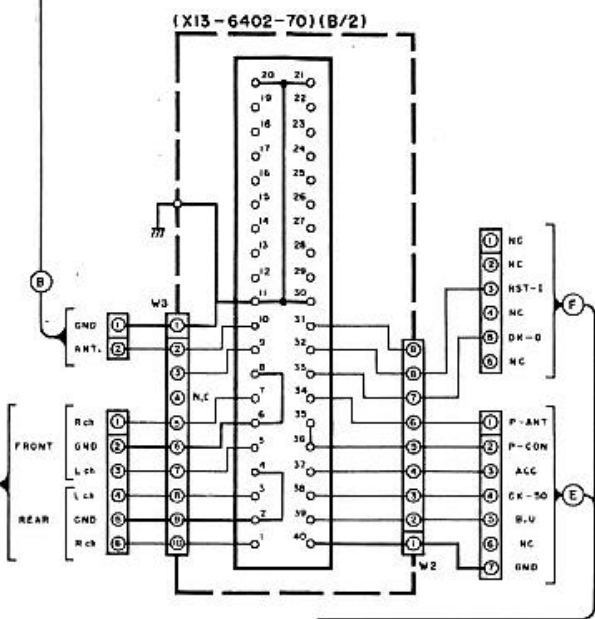 (X13-6402-70)(B/2)
20 21
19 22
18 23
17 24
16 25
15 26
14 27
13 28
12 29
11 30
10 31
9 32
8 33
7 34
6 35
5 36
4 37
3 38
2 39
1 40
B
GND 1
ANT. 2
W3
1
2
3
4 N.C
5
6
7
8
9
10
FRONT
Rch 1
GND 2
Lch 3
REAR
Lch 4
GND 5
Rch 6
9
8
7
6
5
4
3
2
1
W2
1 NC
2 NC
3 RST-I
4 NC
5 DK-O
6 NC
F
1 P-ANT
2 P-CON
3 ACC
4 CK-50
5 B.U
6 NC
7 GND
E